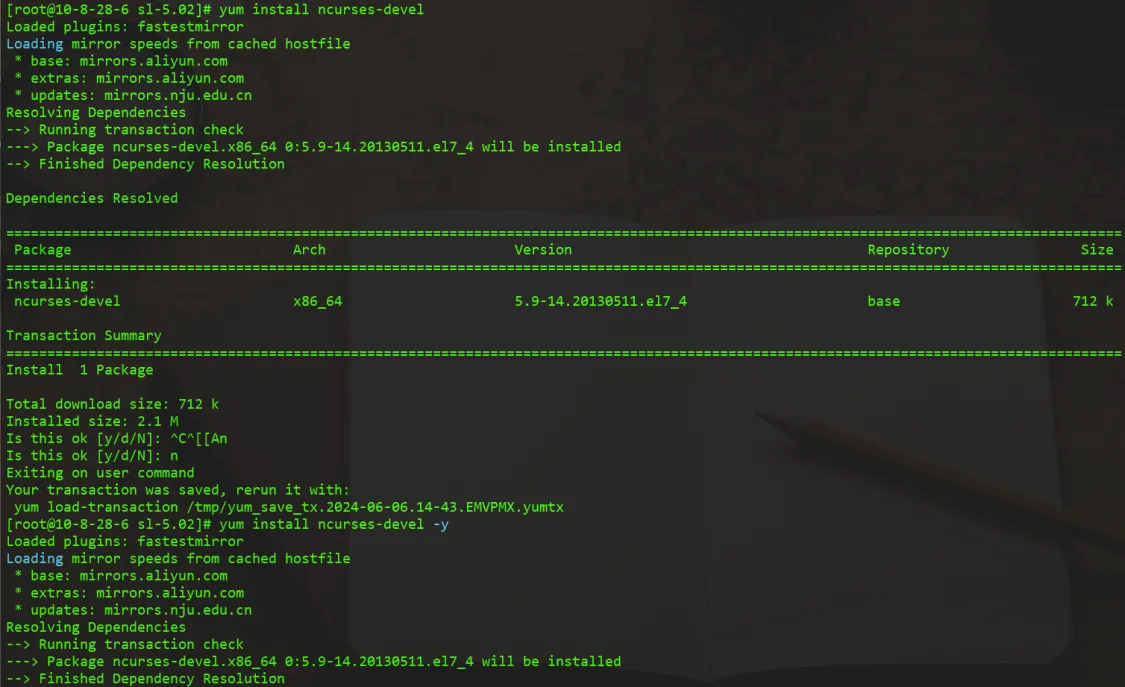 [root@10-8-28-6 sl-5.02]# yum install ncurses-devel
Loaded plugins: fastestmirror
Loading mirror speeds from cached hostfile
 * base: mirrors.aliyun.com
 * extras: mirrors.aliyun.com
 * updates: mirrors.nju.edu.cn
Resolving Dependencies
--> Running transaction check
---> Package ncurses-devel.x86_64 0:5.9-14.20130511.el7_4 will be installed
--> Finished Dependency Resolution

Dependencies Resolved

================================================================================
 Package Arch Version Repository Size
================================================================================
Installing:
 ncurses-devel x86_64 5.9-14.20130511.el7_4 base 712 k

Transaction Summary
================================================================================
Install  1 Package

Total download size: 712 k
Installed size: 2.1 M
Is this ok [y/d/N]: ^C^[[An
Is this ok [y/d/N]: n
Exiting on user command
Your transaction was saved, rerun it with:
 yum load-transaction /tmp/yum_save_tx.2024-06-06.14-43.EMVPMX.yumtx
[root@10-8-28-6 sl-5.02]# yum install ncurses-devel -y
Loaded plugins: fastestmirror
Loading mirror speeds from cached hostfile
 * base: mirrors.aliyun.com
 * extras: mirrors.aliyun.com
 * updates: mirrors.nju.edu.cn
Resolving Dependencies
--> Running transaction check
---> Package ncurses-devel.x86_64 0:5.9-14.20130511.el7_4 will be installed
--> Finished Dependency Resolution